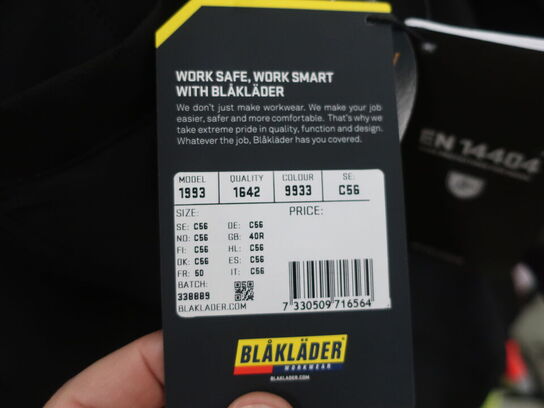 WORK SAFE, WORK SMART
WITH BLÅKLÄDER
We don't just make workwear. We make your job
easier, safer and more comfortable. That's why we
take extreme pride in quality, function and design.
Whatever the job, Blåkläder has you covered.
MODEL QUALITY COLOUR SE:
1993 1642 9933 C56
SIZE: PRICE:
SE: C56 DE: C56
NO: C56 GB: 40R
FI: C56 NL: C56
DK: C56 ES: C56
FR: 50 IT: C56
BATCH:
338889
BLAKLADER.COM
7 330509 716564
BLÅKLÄDER®
WORKWEAR
BLAKLADER.COM
EN 14404